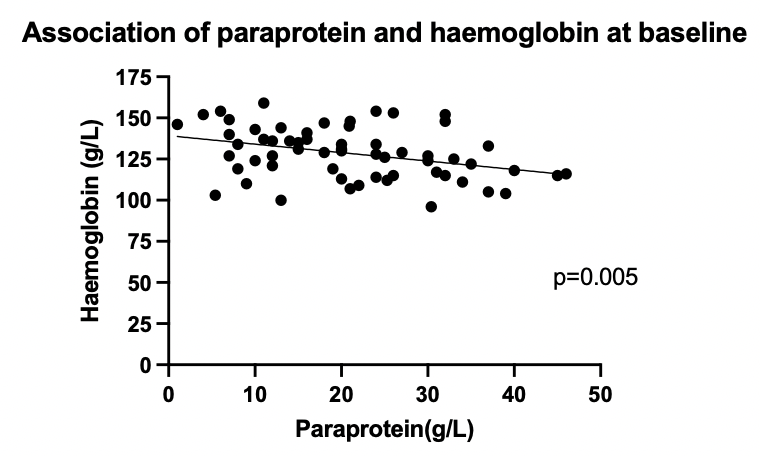 Association of paraprotein and haemoglobin at baseline
175
150
125
100
75
50
25
0
Haemoglobin (g/L)
p=0.005
0 10 20 30 40 50
Paraprotein(g/L)